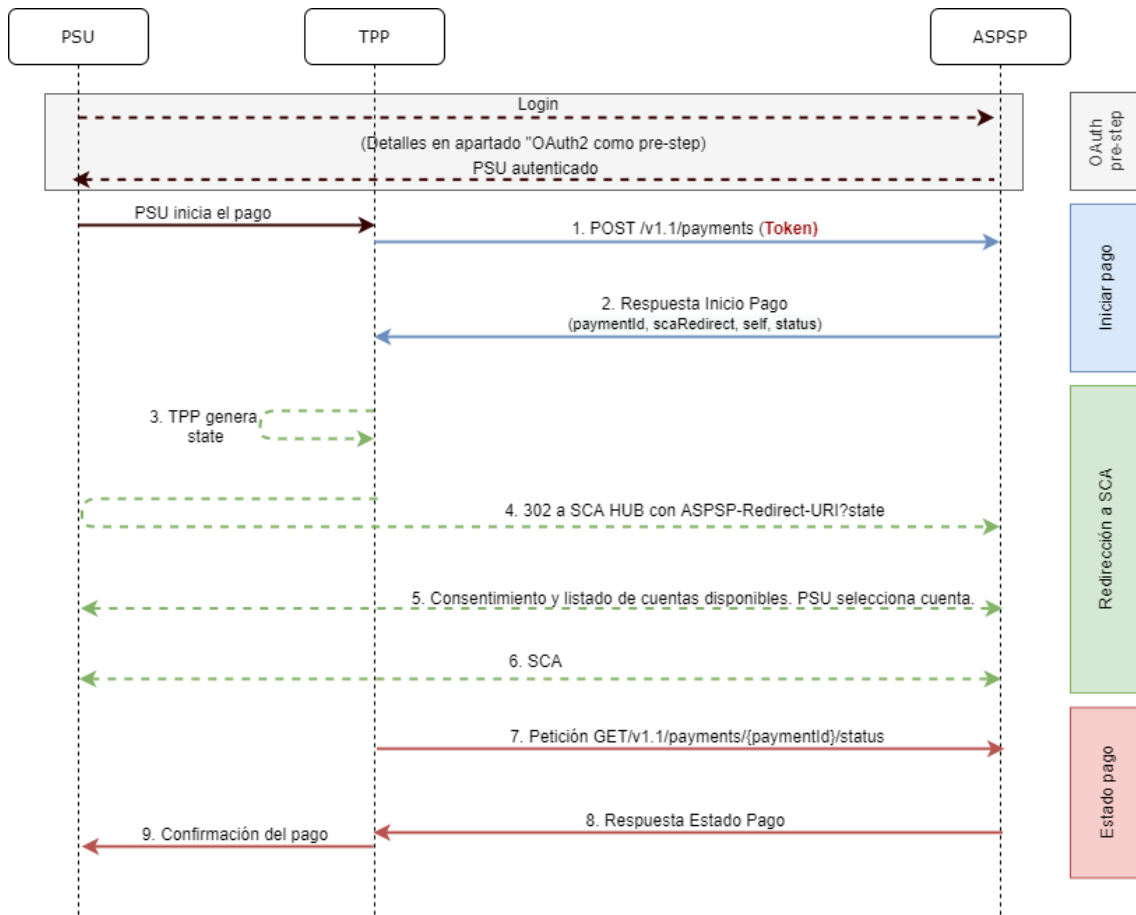 PSU
TPP
ASPSP
Login
(Detalles en apartado "OAuth2 como pre-step)
PSU autenticado
OAuth
pre-step
PSU inicia el pago
1. POST /v1.1/payments (Token)
2. Respuesta Inicio Pago
(paymentId, scaRedirect, self, status)
Iniciar pago
3. TPP genera
state
4. 302 a SCA HUB con ASPSP-Redirect-URI?state
5. Consentimiento y listado de cuentas disponibles. PSU selecciona cuenta.
6. SCA
Redirección a SCA
7. Petición GET/v1.1/payments/{paymentId}/status
8. Respuesta Estado Pago
9. Confirmación del pago
Estado pago